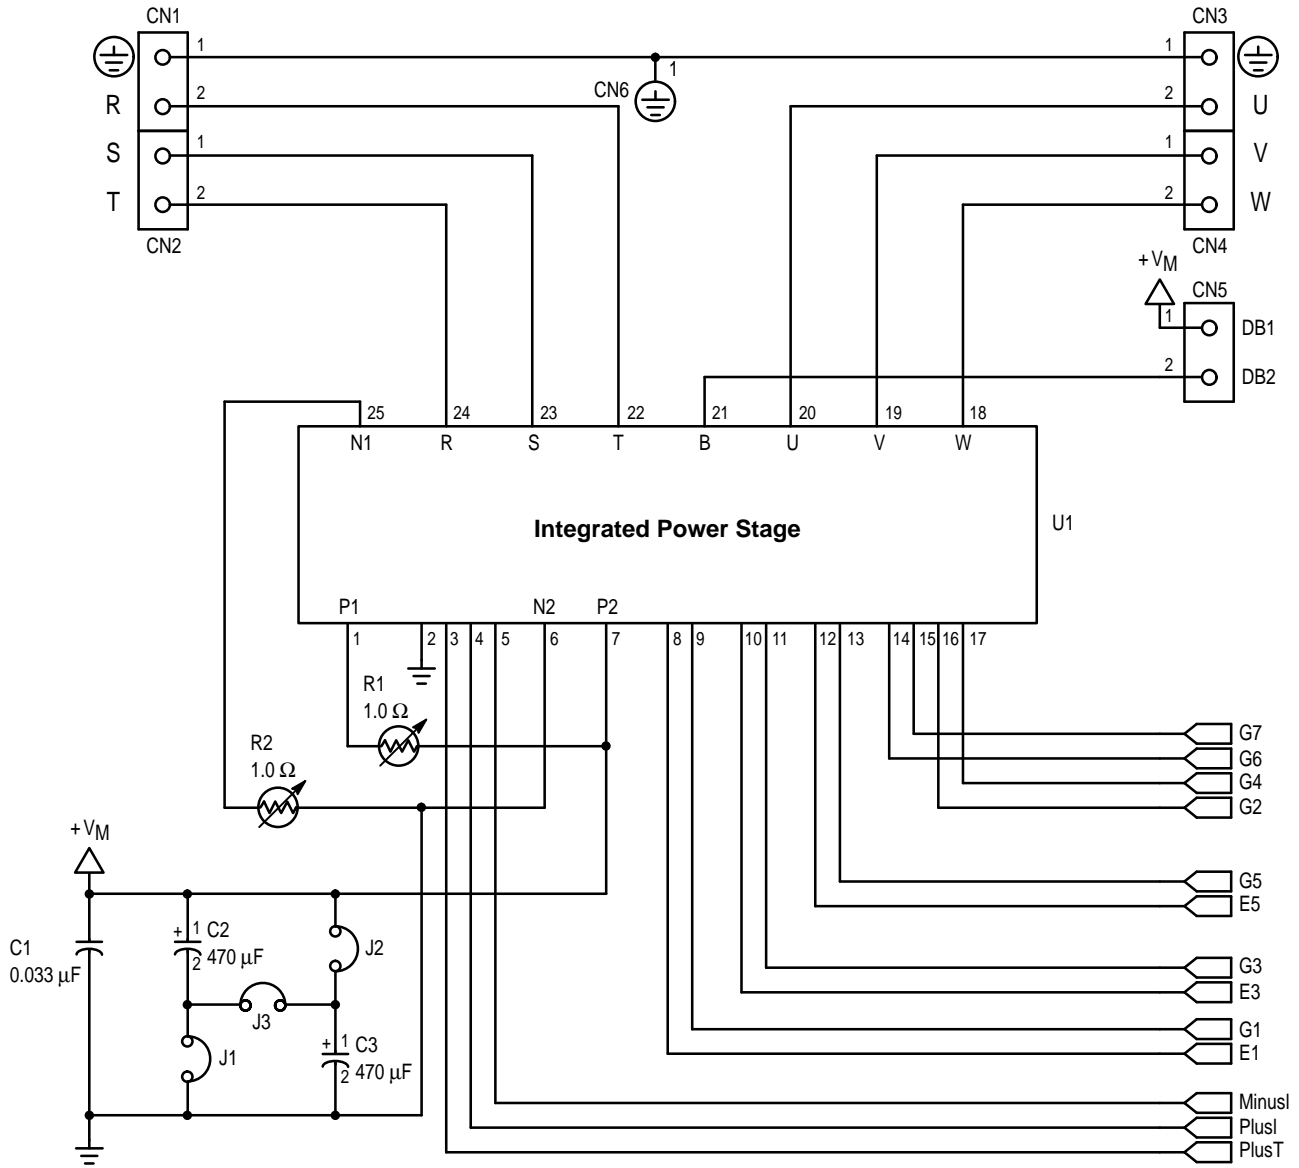 CN1 CN3
1 1
1
CN6
R 2 2 U
S 1 1 V
T 2 2 W
CN2 CN4
+VM
CN5
1 DB1
2 DB2
25 24 23 22 21 20 19 18
N1 R S T B U V W
Integrated Power Stage
U1
P1 N2 P2
1 2 3 4 5 6 7 8 9 10 11 12 13 14 15 16 17
R1
1.0 Ω
R2
1.0 Ω
G7
G6
G4
G2
+VM
G5
E5
C1
0.033 µF
+ 1 C2
2 470 µF
J2
G3
E3
J3
G1
J1
+ 1 C3
2 470 µF
E1
MinusI
PlusI
PlusT